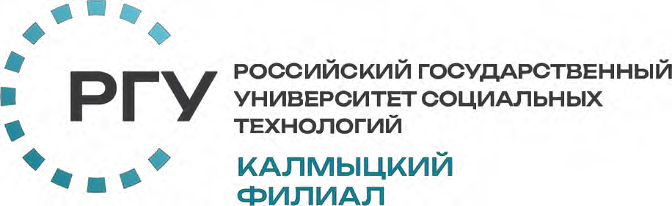 РГУ
РОССИЙСКИЙ ГОСУДАРСТВЕННЫЙ
УНИВЕРСИТЕТ СОЦИАЛЬНЫХ
ТЕХНОЛОГИЙ
КАЛМЫЦКИЙ
ФИЛИАЛ